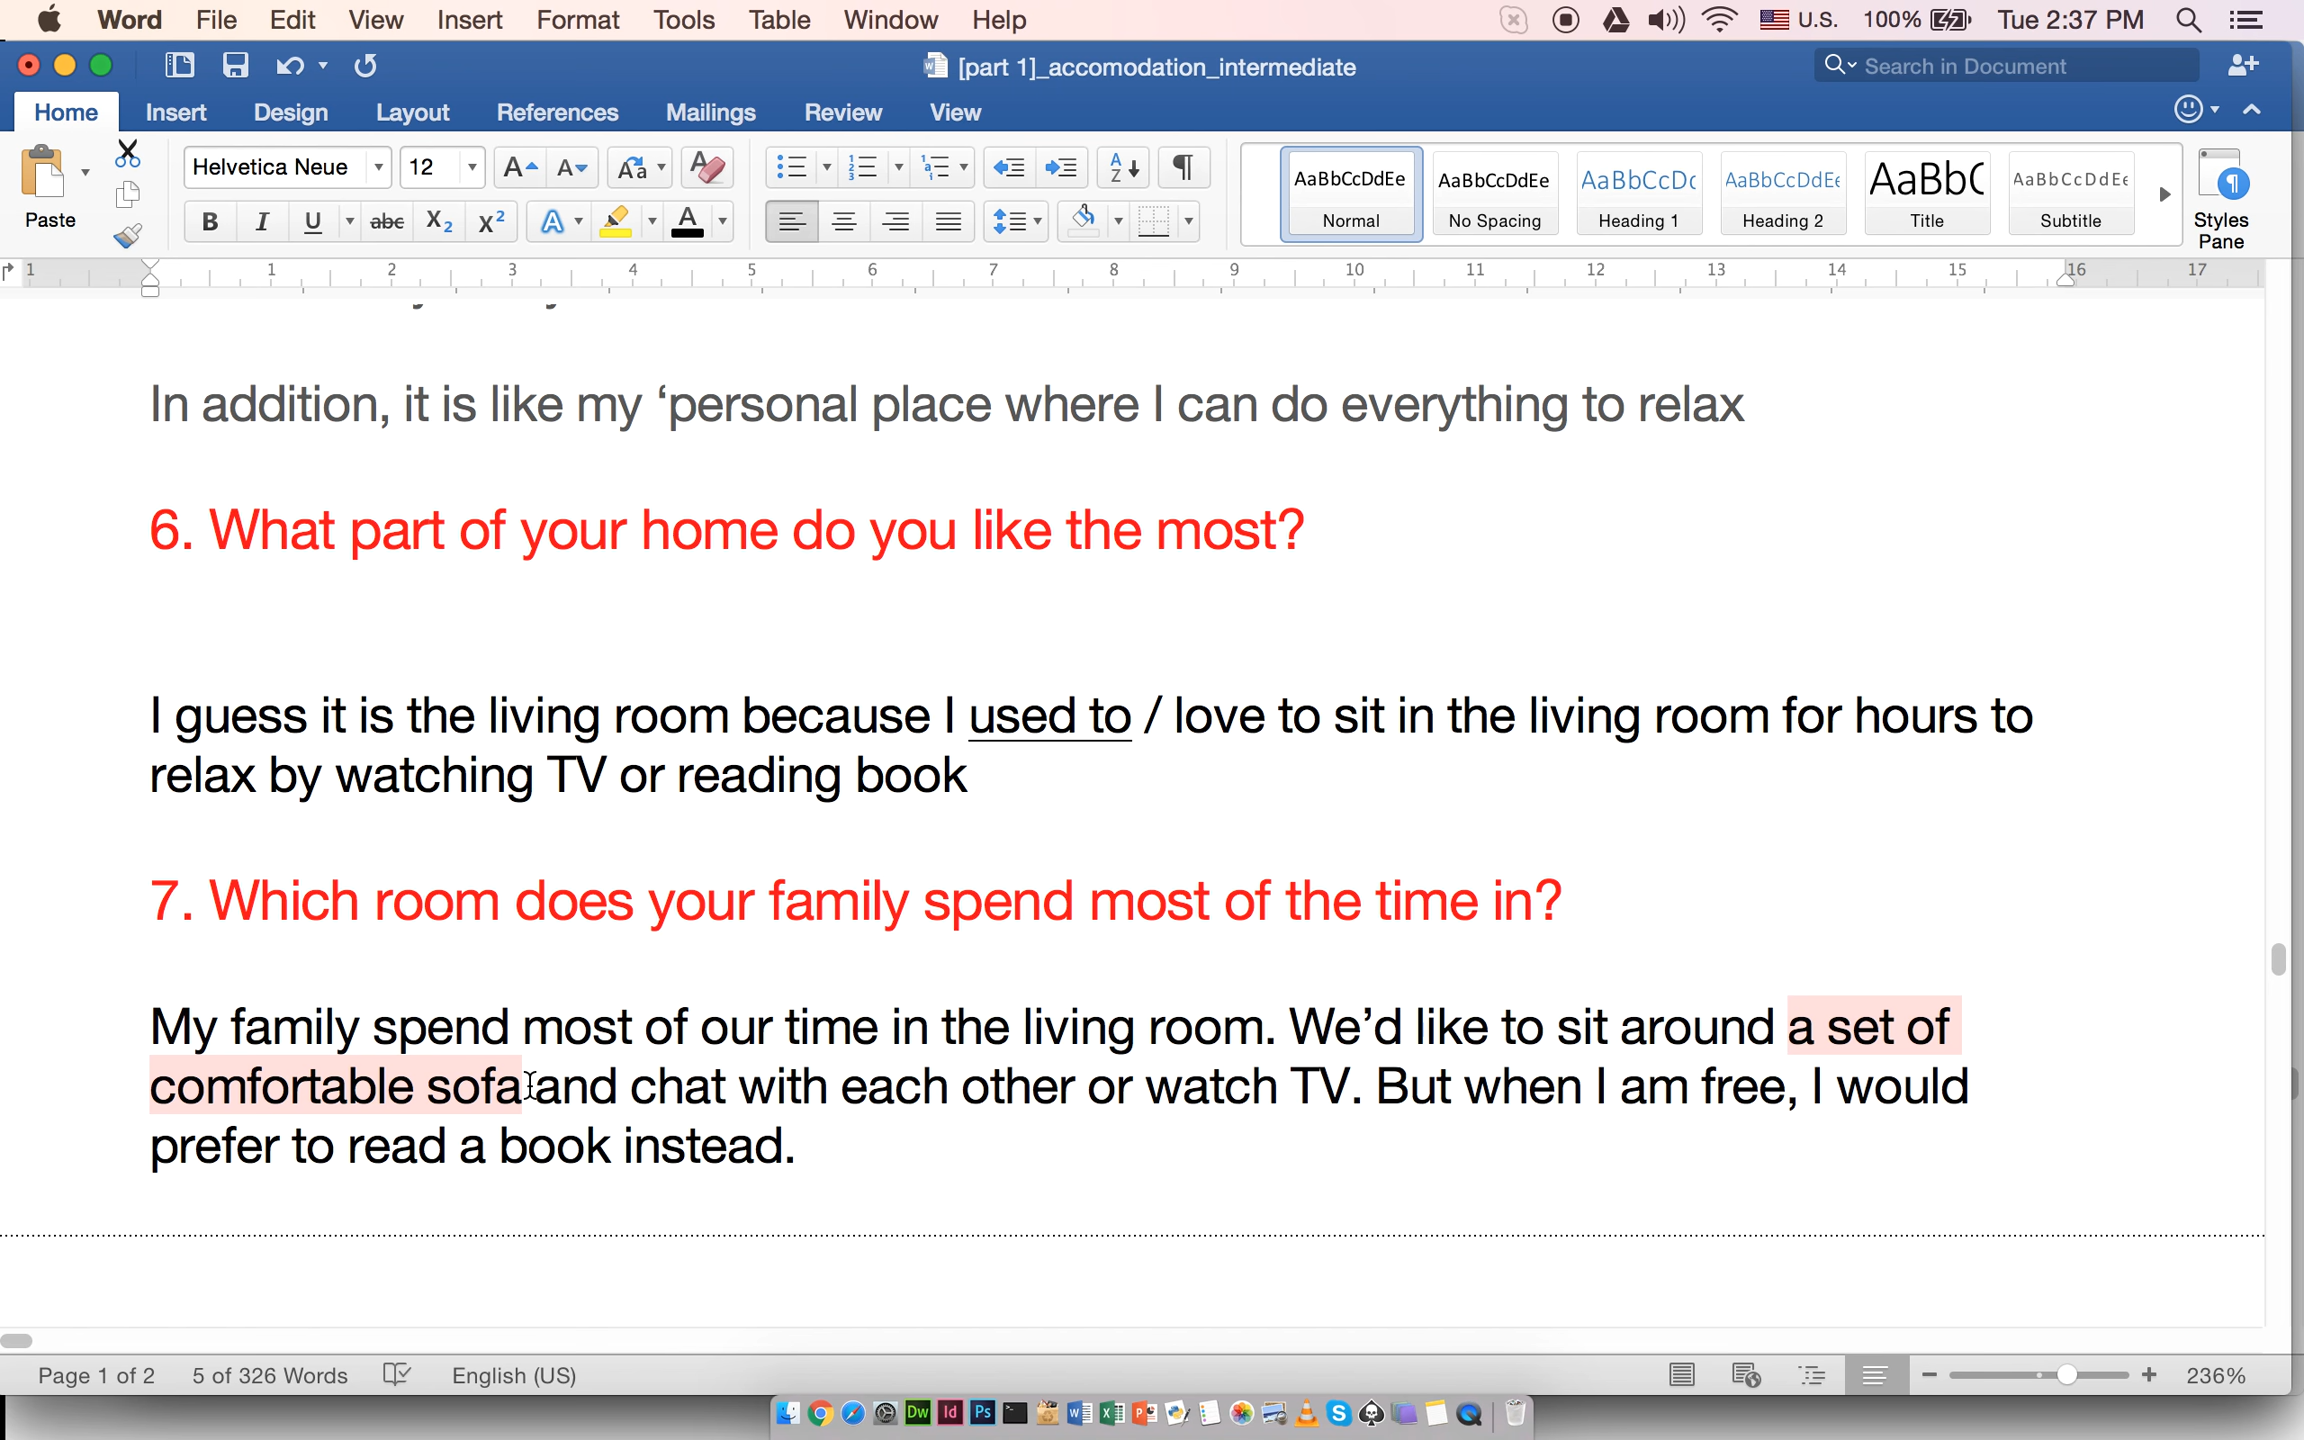 Word File Edit View Insert Format Tools Table Window Help U.S. 100% Tue 2:37 PM
[part 1]_accomodation_intermediate Search in Document
Home Insert Design Layout References Mailings Review View
Paste Helvetica Neue 12
AaBbCcDdEe AaBbCcDdEe AaBbCcDc AaBbCcDdEe AaBbC AaBbCcDdEe
Normal No Spacing Heading 1 Heading 2 Title Subtitle
Styles Pane
1 1 2 3 4 5 6 7 8 9 10 11 12 13 14 15 16 17
In addition, it is like my ‘personal place where I can do everything to relax
6. What part of your home do you like the most?
I guess it is the living room because I used to / love to sit in the living room for hours to
relax by watching TV or reading book
7. Which room does your family spend most of the time in?
My family spend most of our time in the living room. We’d like to sit around a set of
comfortable sofa and chat with each other or watch TV. But when I am free, I would
prefer to read a book instead.
Page 1 of 2 5 of 326 Words English (US) 236%
Dw Id Ps